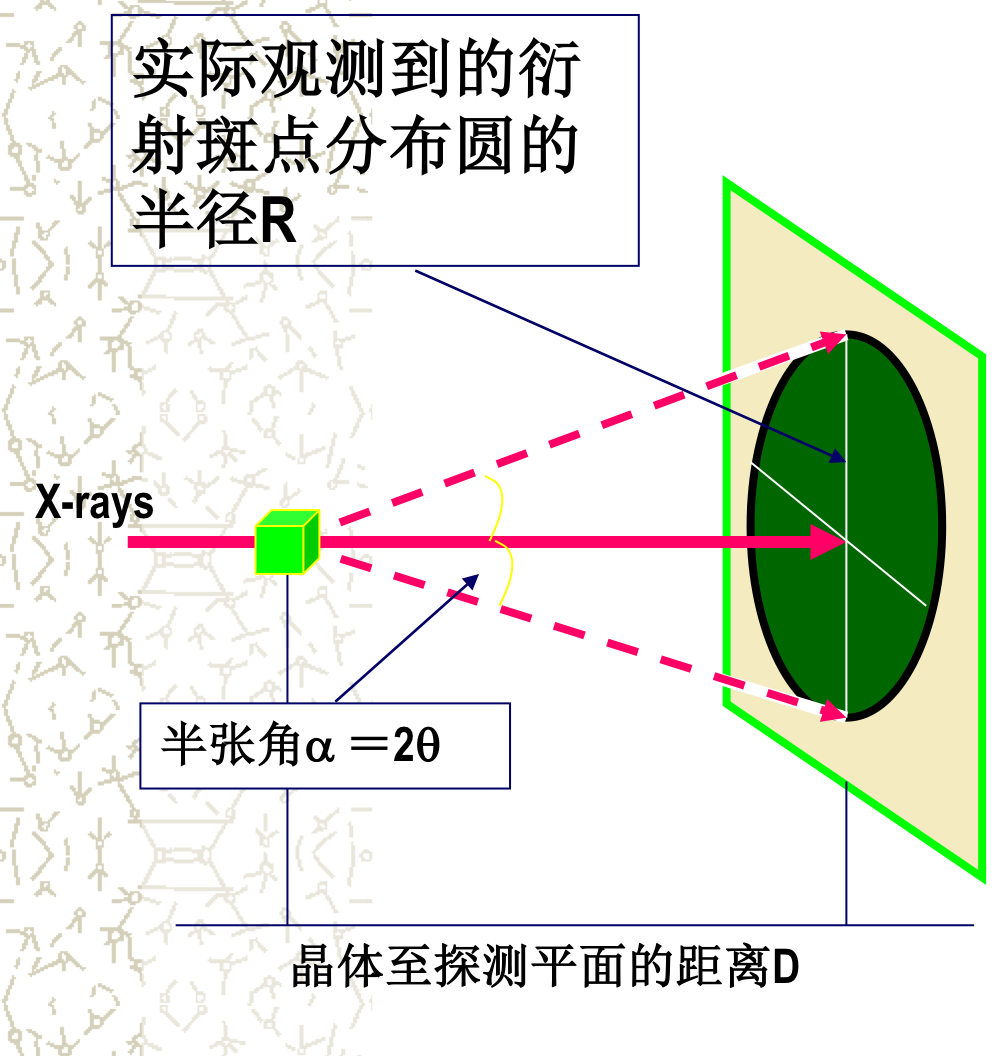 实际观测到的衍
射斑点分布圆的
半径R
X-rays
半张角α＝2θ
晶体至探测平面的距离D